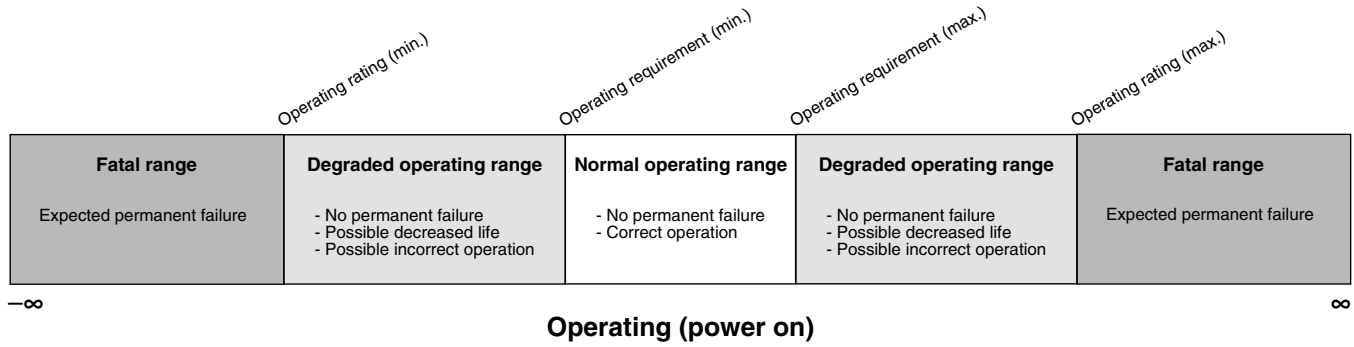 Operating rating (min.)
Operating requirement (min.)
Operating requirement (max.)
Operating rating (max.)
Fatal range
Expected permanent failure
Degraded operating range
- No permanent failure
- Possible decreased life
- Possible incorrect operation
Normal operating range
- No permanent failure
- Correct operation
Degraded operating range
- No permanent failure
- Possible decreased life
- Possible incorrect operation
Fatal range
Expected permanent failure
–∞
∞
Operating (power on)